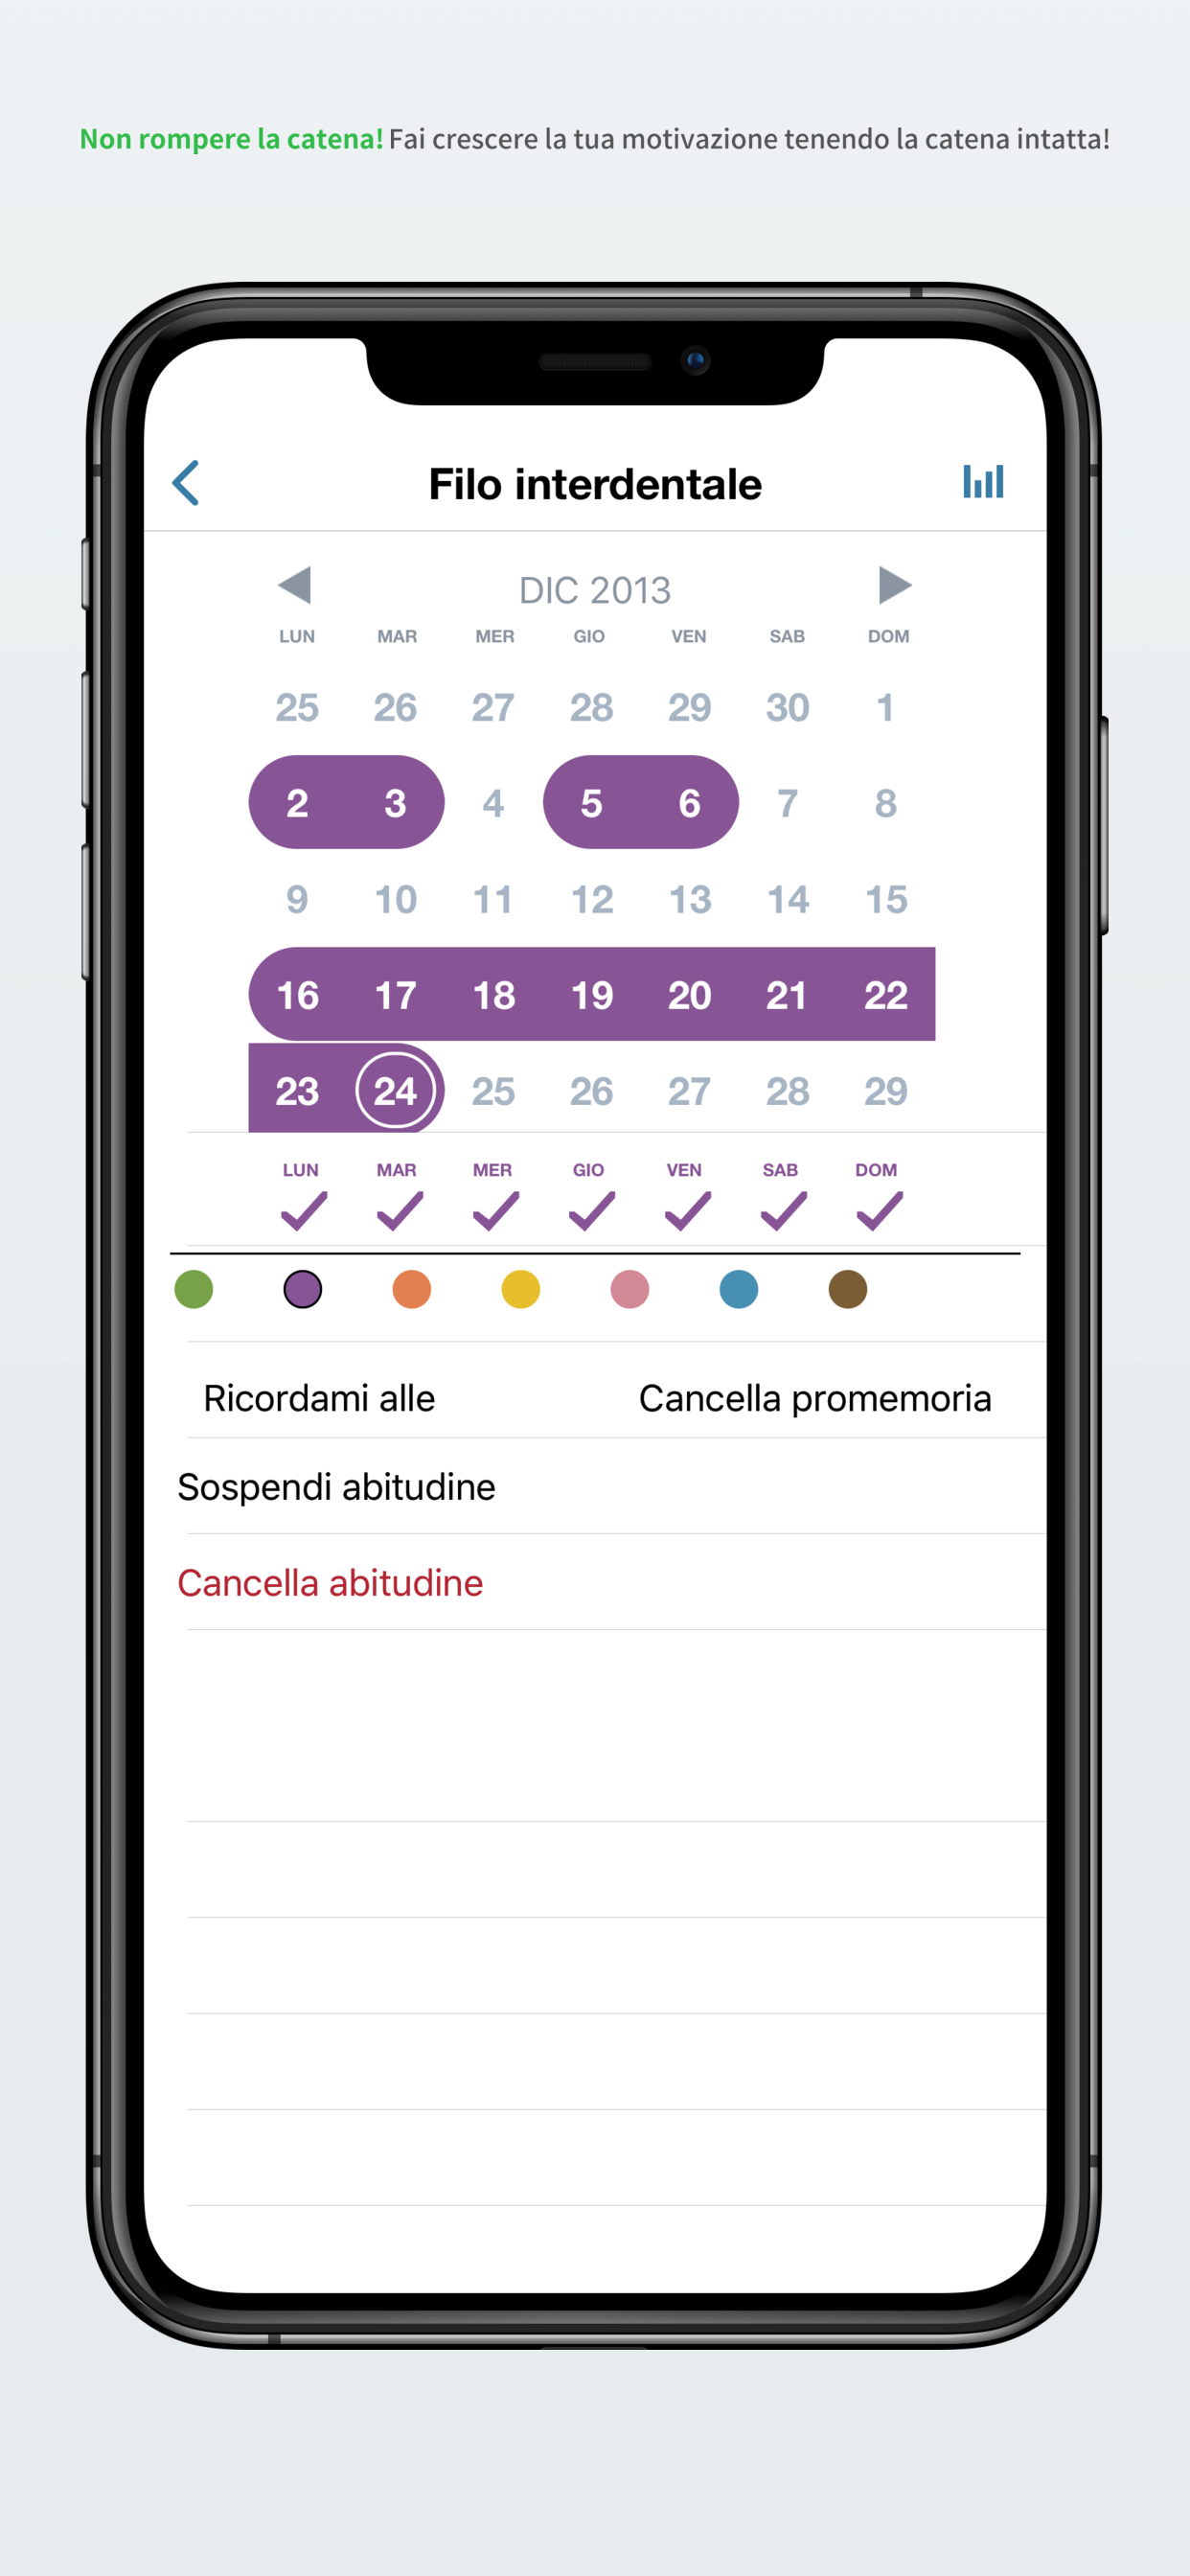 Non rompere la catena! Fai crescere la tua motivazione tenendo la catena intatta!
Filo interdentale
DIC 2013
LUN MAR MER GIO VEN SAB DOM
25 26 27 28 29 30 1
2 3 4 5 6 7 8
9 10 11 12 13 14 15
16 17 18 19 20 21 22
23 24 25 26 27 28 29
LUN MAR MER GIO VEN SAB DOM
Ricordami alle Cancella promemoria
Sospendi abitudine
Cancella abitudine